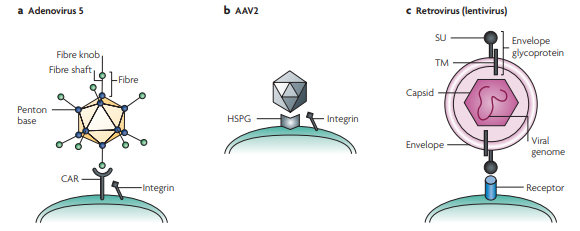 a Adenovirus 5
Fibre knob
Fibre shaft
Fibre
Penton
base
CAR
Integrin
b AAV2
HSPG
Integrin
c Retrovirus (lentivirus)
SU
Envelope
glycoprotein
TM
Capsid
Envelope
Viral
genome
Receptor